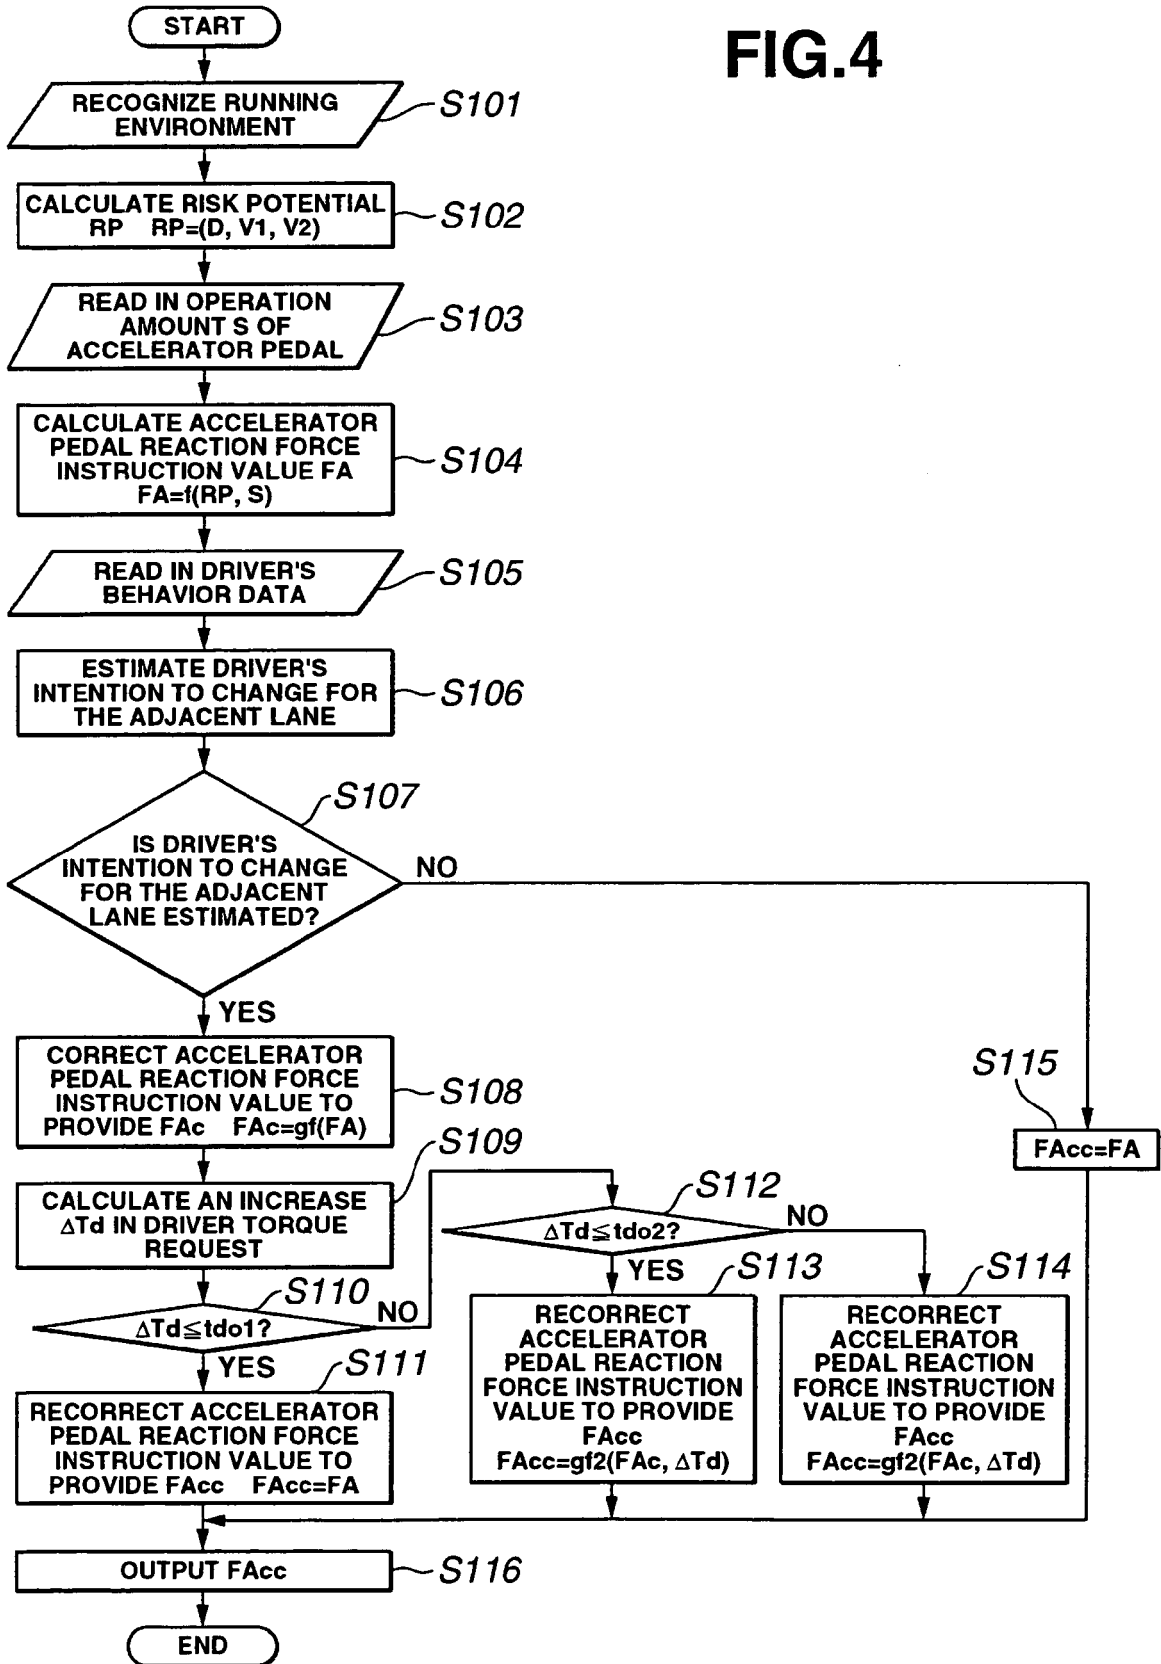 FIG.4
START
RECOGNIZE RUNNING
ENVIRONMENT
S101
CALCULATE RISK POTENTIAL
RP RP=(D, V1, V2)
S102
READ IN OPERATION
AMOUNT S OF
ACCELERATOR PEDAL
S103
CALCULATE ACCELERATOR
PEDAL REACTION FORCE
INSTRUCTION VALUE FA
FA=f(RP, S)
S104
READ IN DRIVER'S
BEHAVIOR DATA
S105
ESTIMATE DRIVER'S
INTENTION TO CHANGE FOR
THE ADJACENT LANE
S106
S107
IS DRIVER'S
INTENTION TO CHANGE
FOR THE ADJACENT
LANE ESTIMATED?
NO
YES
CORRECT ACCELERATOR
PEDAL REACTION FORCE
INSTRUCTION VALUE TO
PROVIDE FAc FAc=gf(FA)
S108
S109
CALCULATE AN INCREASE
ΔTd IN DRIVER TORQUE
REQUEST
S110
ΔTd≦tdo1?
NO
YES
S111
RECORRECT ACCELERATOR
PEDAL REACTION FORCE
INSTRUCTION VALUE TO
PROVIDE FAcc FAcc=FA
S112
ΔTd≦tdo2?
NO
YES
S113
RECORRECT
ACCELERATOR
PEDAL REACTION
FORCE INSTRUCTION
VALUE TO PROVIDE
FAcc
FAcc=gf2(FAc, ΔTd)
S114
RECORRECT
ACCELERATOR
PEDAL REACTION
FORCE INSTRUCTION
VALUE TO PROVIDE
FAcc
FAcc=gf2(FAc, ΔTd)
S115
FAcc=FA
OUTPUT FAcc
S116
END